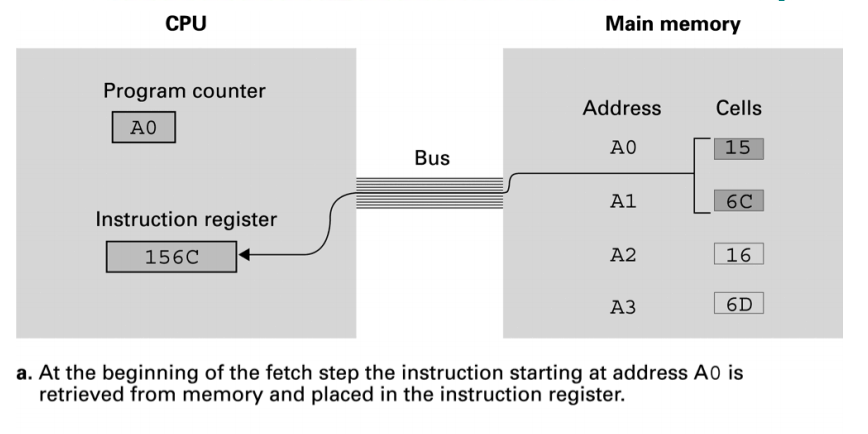 CPU
Main memory
Program counter
A0
Address
Cells
A0
15
Bus
A1
6C
Instruction register
156C
A2
16
A3
6D
a. At the beginning of the fetch step the instruction starting at address A0 is
retrieved from memory and placed in the instruction register.